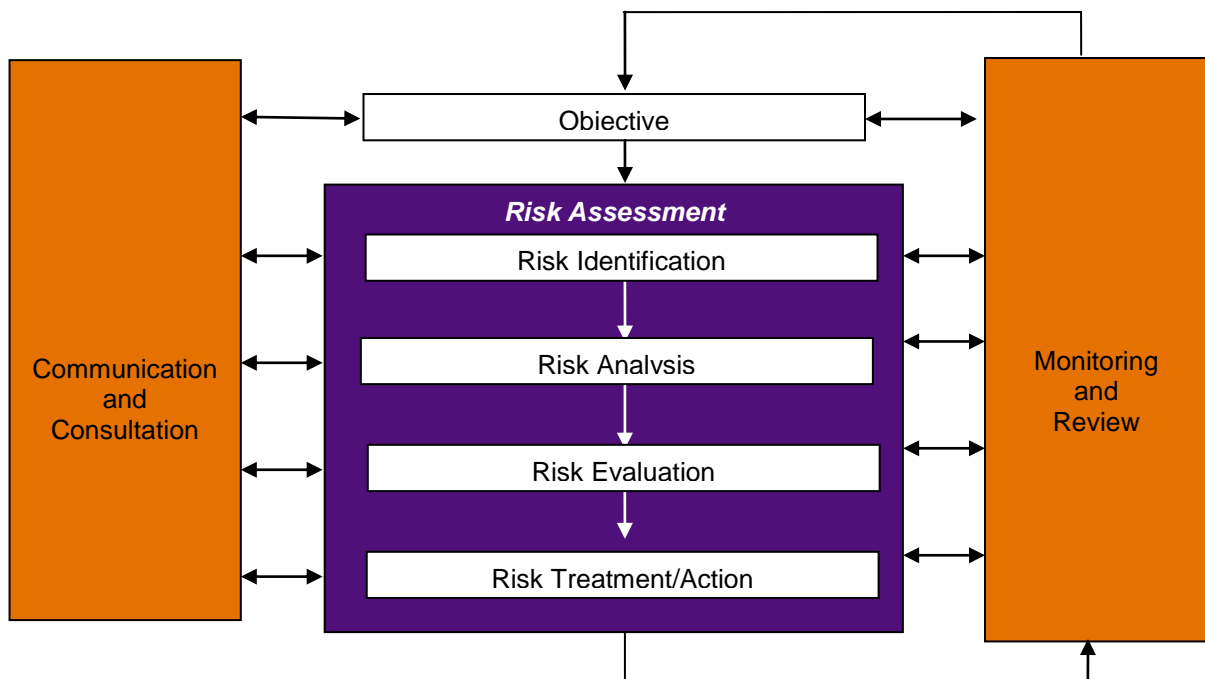 Objective
Risk Assessment
Risk Identification
Communication
and
Consultation
Risk Analysis
Monitoring
and
Review
Risk Evaluation
Risk Treatment/Action